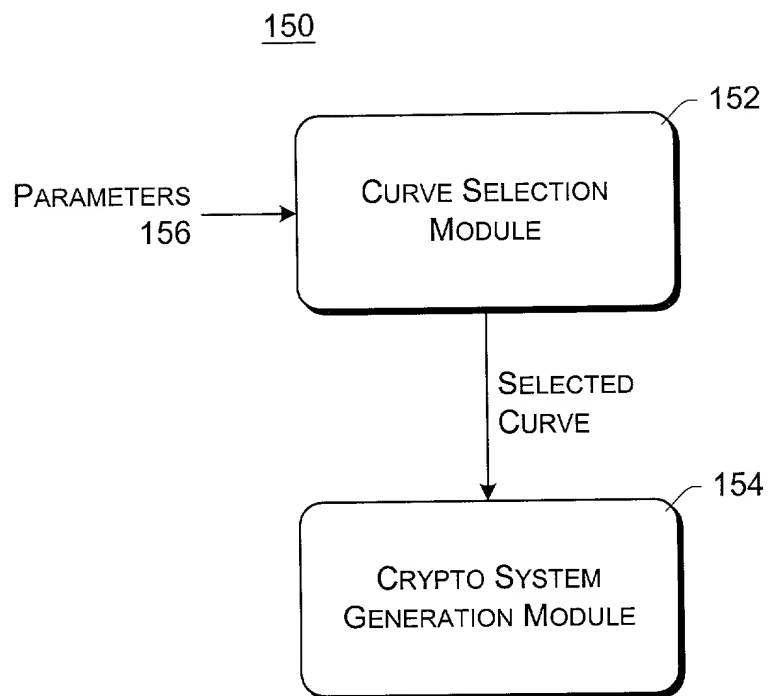 150
152
CURVE SELECTION
MODULE
PARAMETERS
156
SELECTED
CURVE
154
CRYPTO SYSTEM
GENERATION MODULE